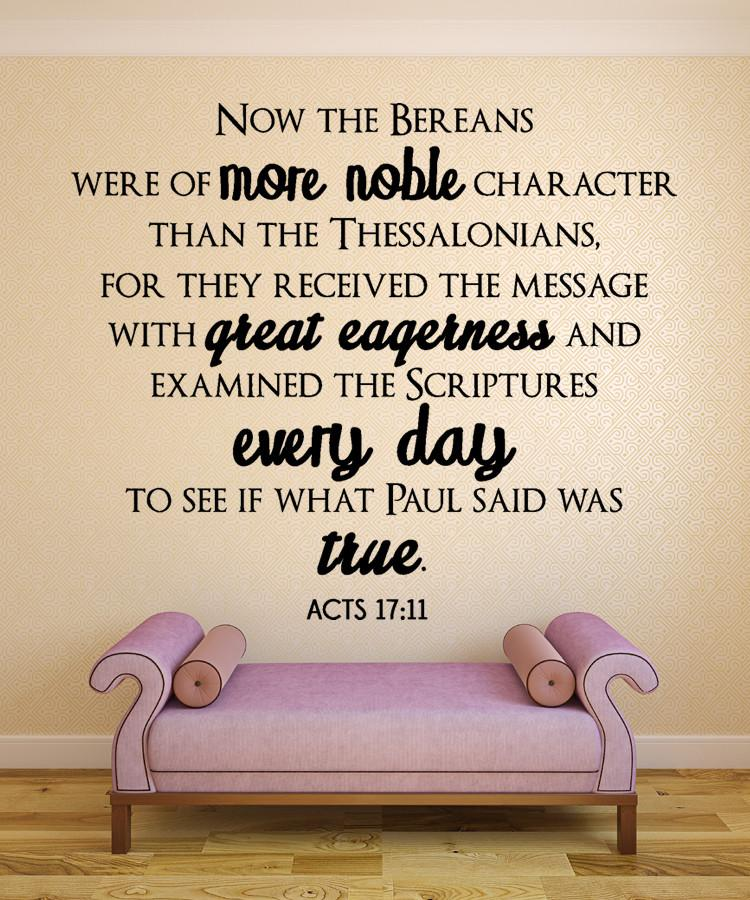 Now the Bereans
were of more noble character
than the Thessalonians,
for they received the message
with great eagerness and
examined the Scriptures
every day
to see if what Paul said was
true.
ACTS 17:11